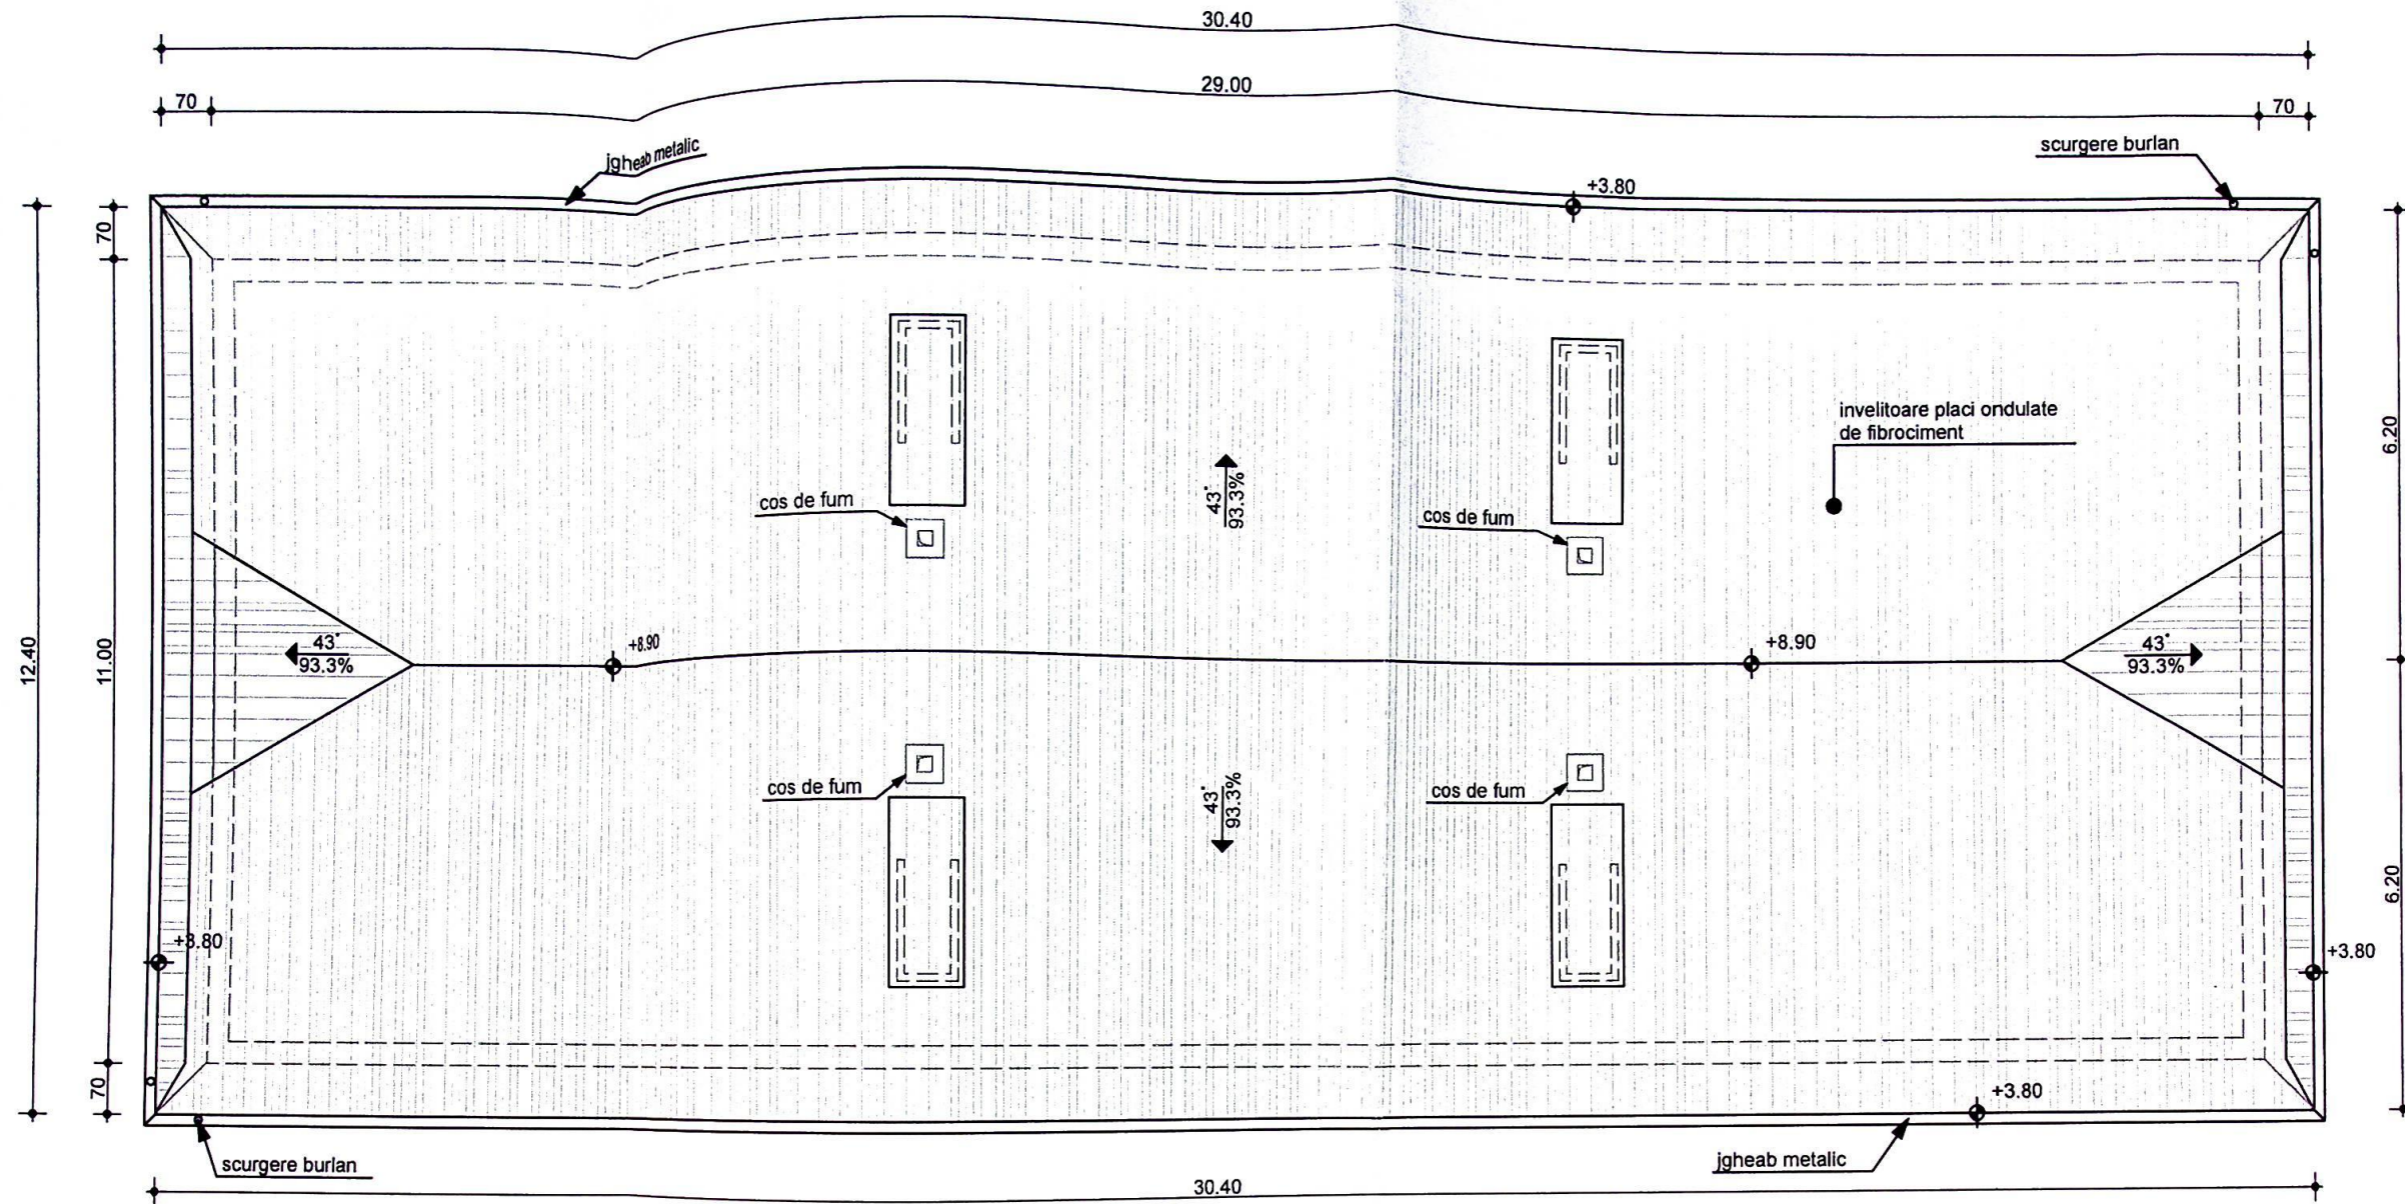 30.40
29.00
70
70
jgheab metalic
scurgere burlan
+3.80
70
invelitoare placi ondulate
de fibrociment
6.20
43°
93.3%
cos de fum
cos de fum
12.40
11.00
43°
93.3%
+8.90
+8.90
43°
93.3%
cos de fum
43°
93.3%
cos de fum
6.20
+3.80
+3.80
70
+3.80
scurgere burlan
jgheab metalic
30.40